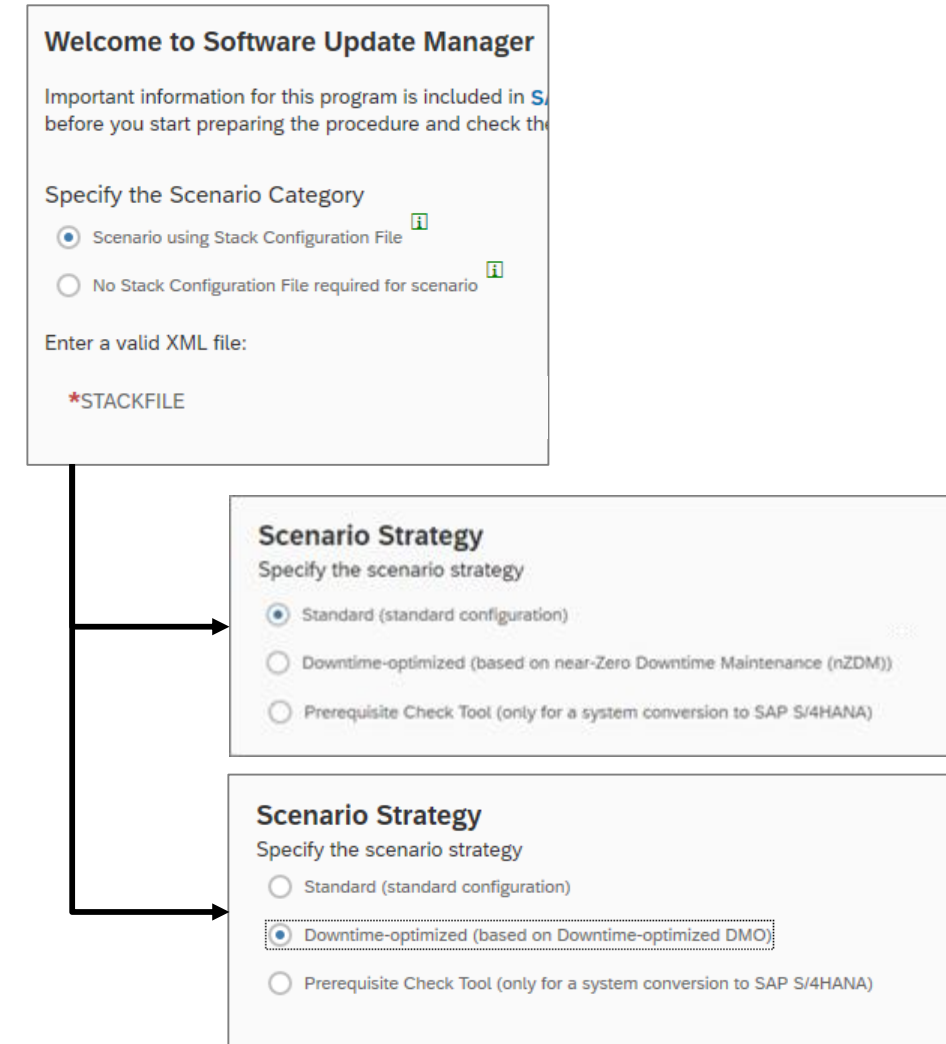 Welcome to Software Update Manager
Important information for this program is included in S
before you start preparing the procedure and check the
Specify the Scenario Category
Scenario using Stack Configuration File
No Stack Configuration File required for scenario
Enter a valid XML file:
*STACKFILE
Scenario Strategy
Specify the scenario strategy
Standard (standard configuration)
Downtime-optimized (based on near-Zero Downtime Maintenance (nZDM))
Prerequisite Check Tool (only for a system conversion to SAP S/4HANA)
Scenario Strategy
Specify the scenario strategy
Standard (standard configuration)
Downtime-optimized (based on Downtime-optimized DMO)
Prerequisite Check Tool (only for a system conversion to SAP S/4HANA)